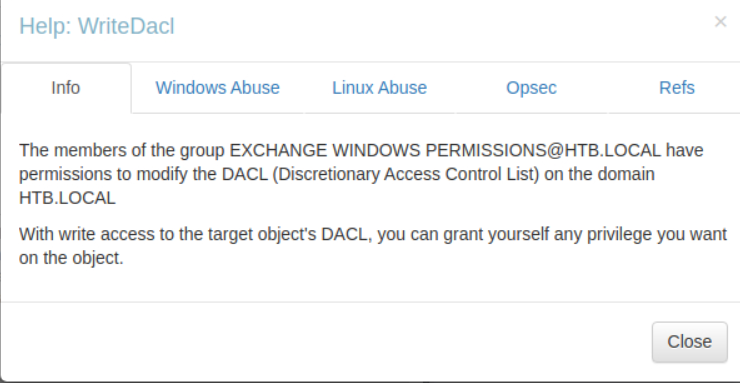 Help: WriteDacl
×
Info Windows Abuse Linux Abuse Opsec Refs
The members of the group EXCHANGE WINDOWS PERMISSIONS@HTB.LOCAL have
permissions to modify the DACL (Discretionary Access Control List) on the domain
HTB.LOCAL
With write access to the target object's DACL, you can grant yourself any privilege you want
on the object.
Close